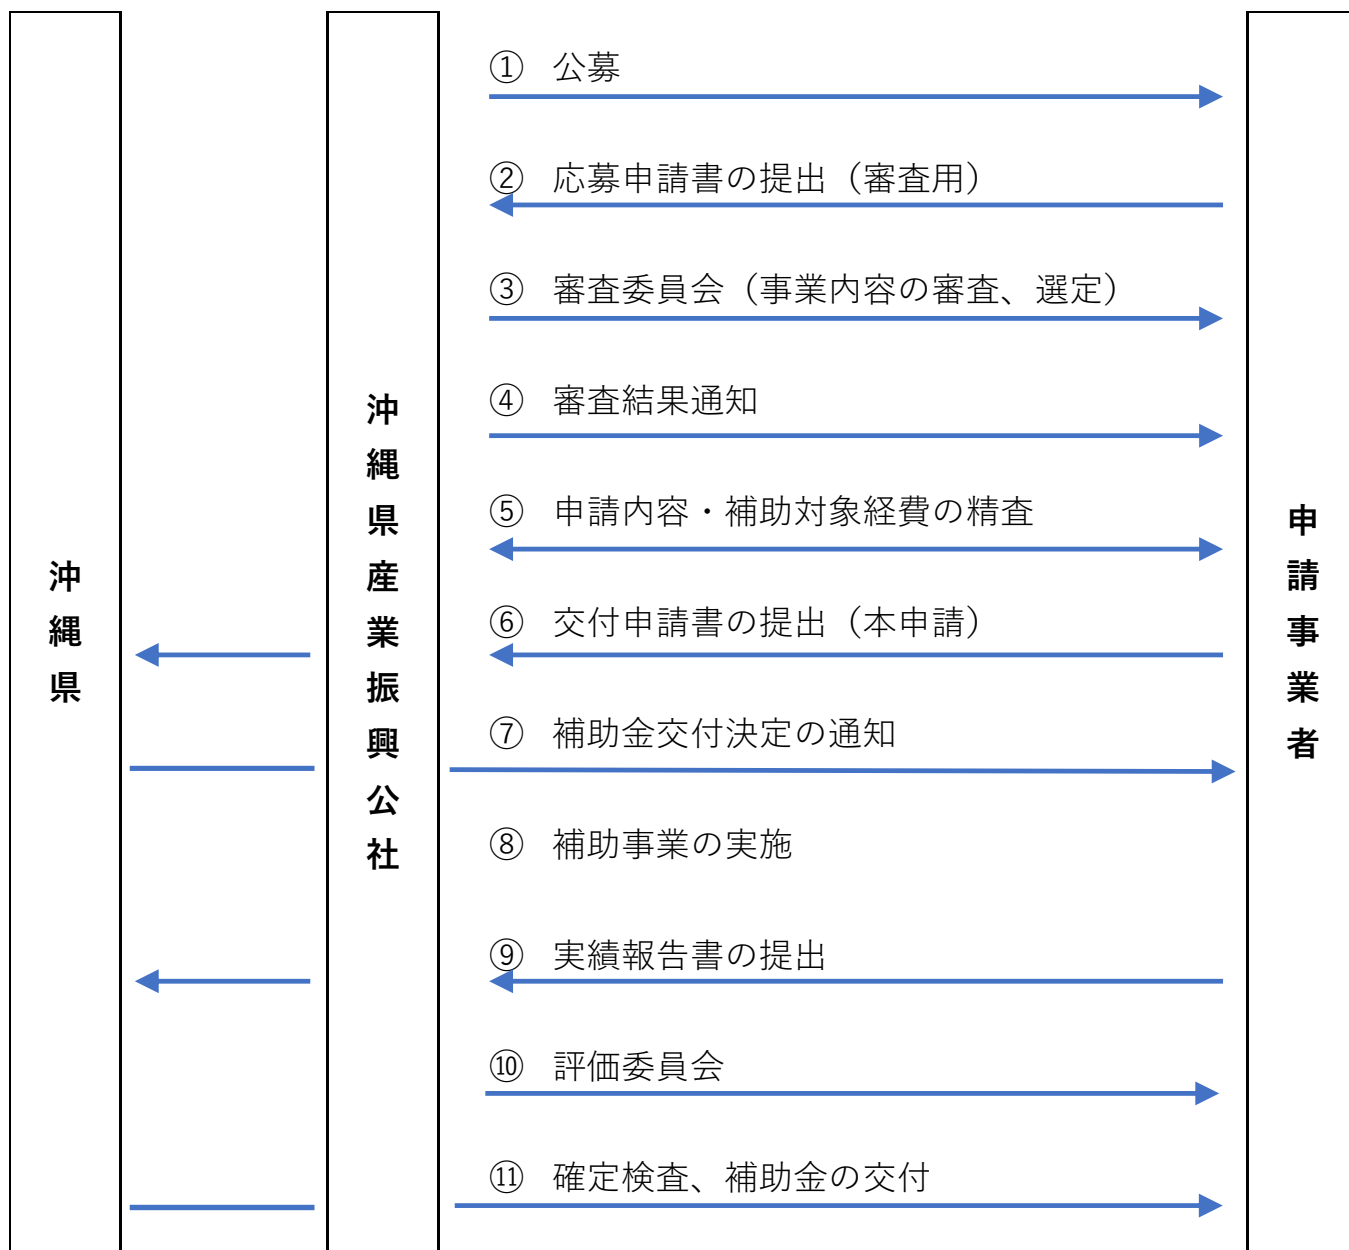 沖縄県
沖縄県産業振興公社
① 公募
② 応募申請書の提出（審査用）
③ 審査委員会（事業内容の審査、選定）
④ 審査結果通知
⑤ 申請内容・補助対象経費の精査
⑥ 交付申請書の提出（本申請）
⑦ 補助金交付決定の通知
⑧ 補助事業の実施
⑨ 実績報告書の提出
⑩ 評価委員会
⑪ 確定検査、補助金の交付
申請事業者